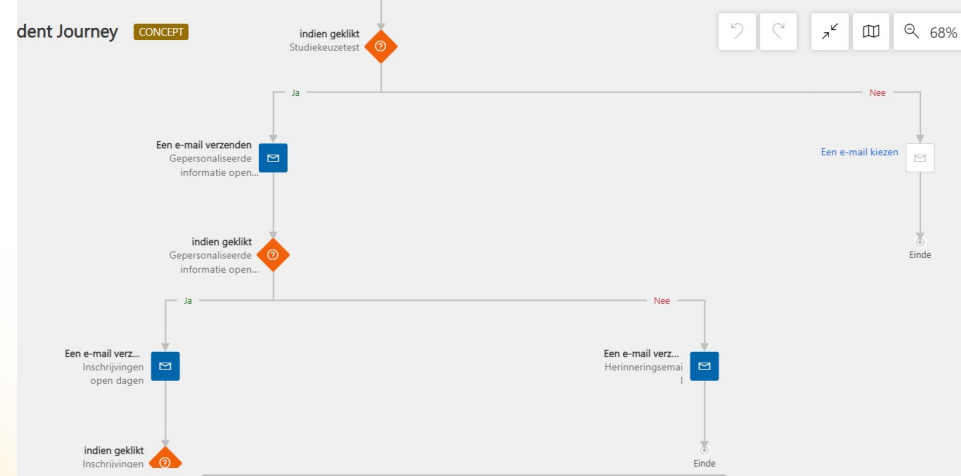 dent Journey
CONCEPT
68%
indien geklikt
Studiekeuzetest
Ja
Nee
Een e-mail verzenden
Gepersonaliseerde
informatie open...
Een e-mail kiezen
indien geklikt
Gepersonaliseerde
informatie open...
Einde
Ja
Nee
Een e-mail verz...
Inschrijvingen
open dagen
Een e-mail verz...
Herinneringsemai
l
indien geklikt
Inschrijvingen
Einde